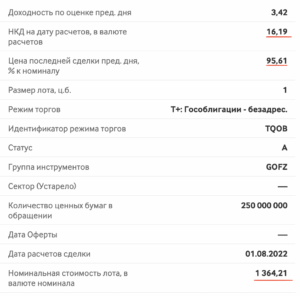 Доходность по оценке пред. дня 3,42
НКД на дату расчетов, в валюте 16,19
расчетов
Цена последней сделки пред. дня, 95,61
% к номиналу
Размер лота, ц.б. 1
Режим торгов Т+: Гособлигации - безадрес.
Идентификатор режима торгов TQOB
Статус A
Группа инструментов GOFZ
Сектор (Устарело) —
Количество ценных бумаг в 250 000 000
обращении
Дата Оферты —
Дата расчетов сделки 01.08.2022
Номинальная стоимость лота, в 1 364,21
валюте номинала